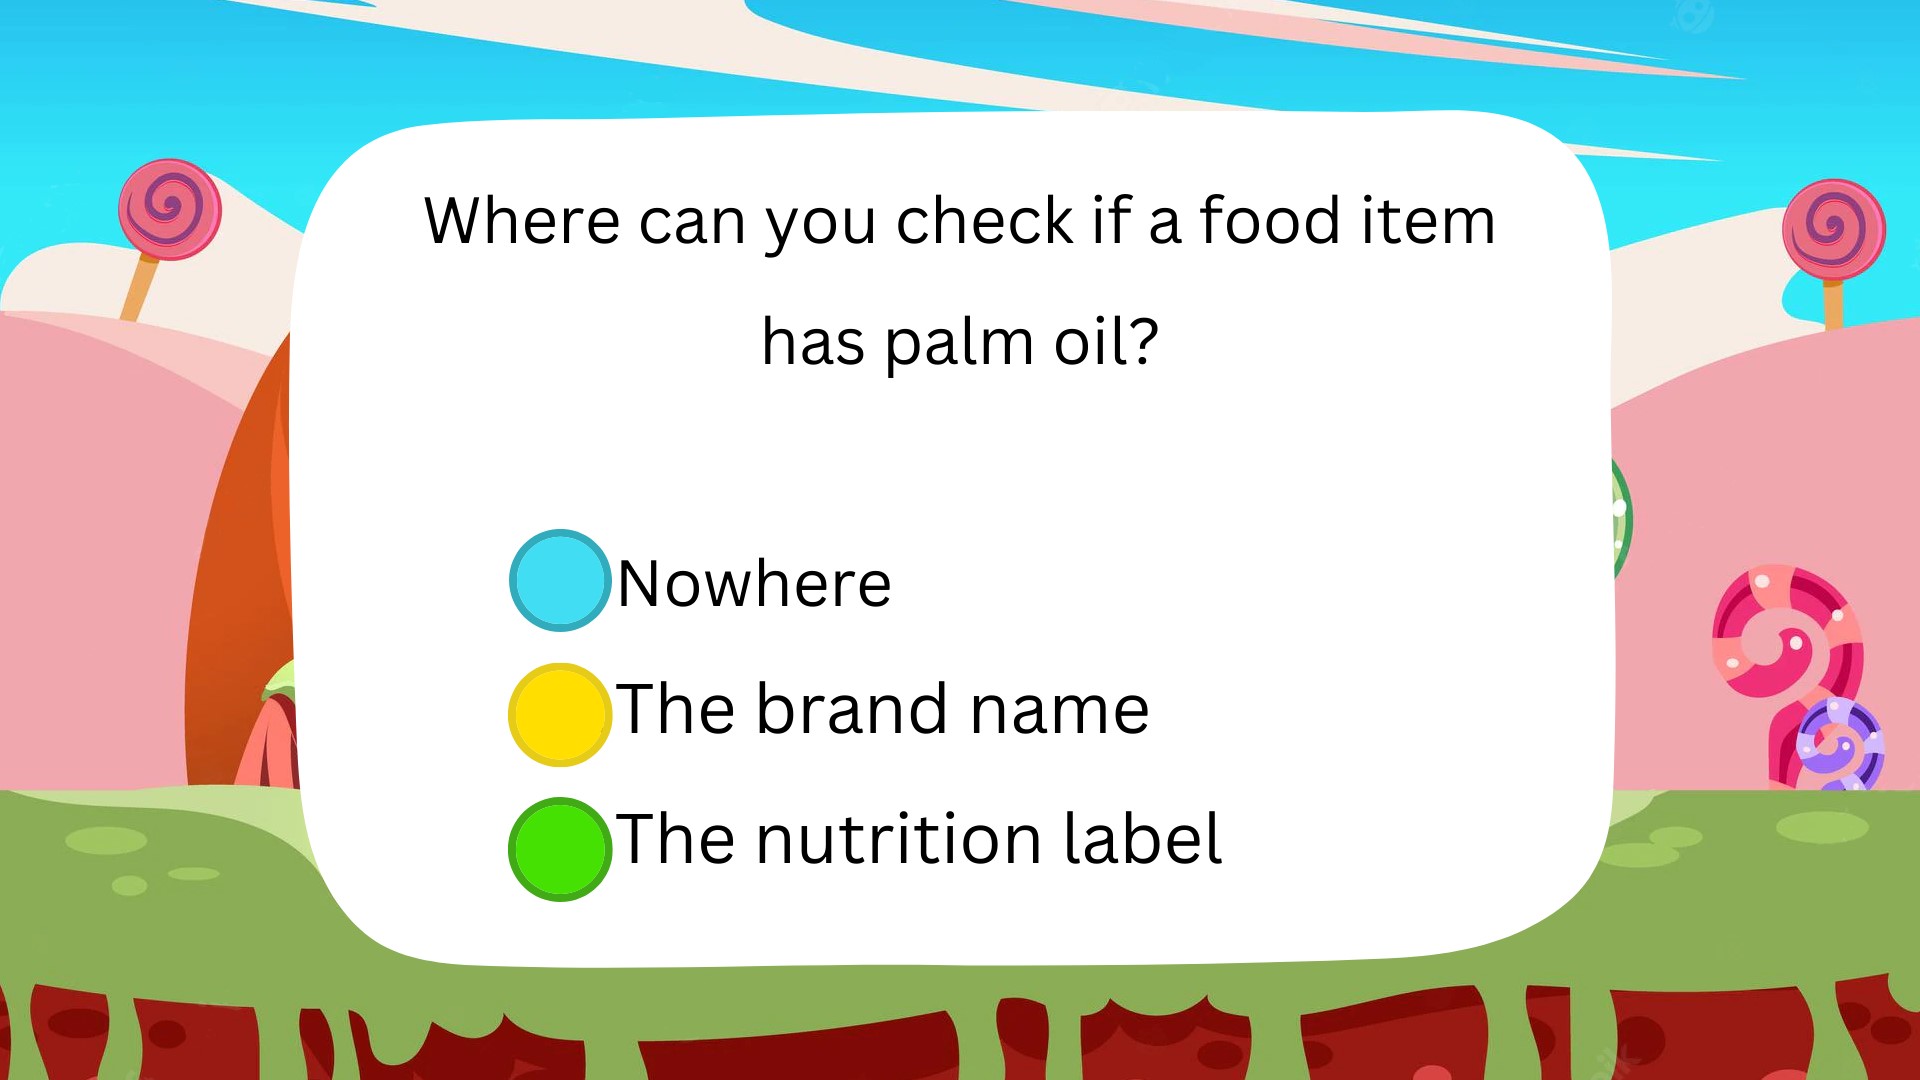 Where can you check if a food item
has palm oil?
Nowhere
The brand name
The nutrition label